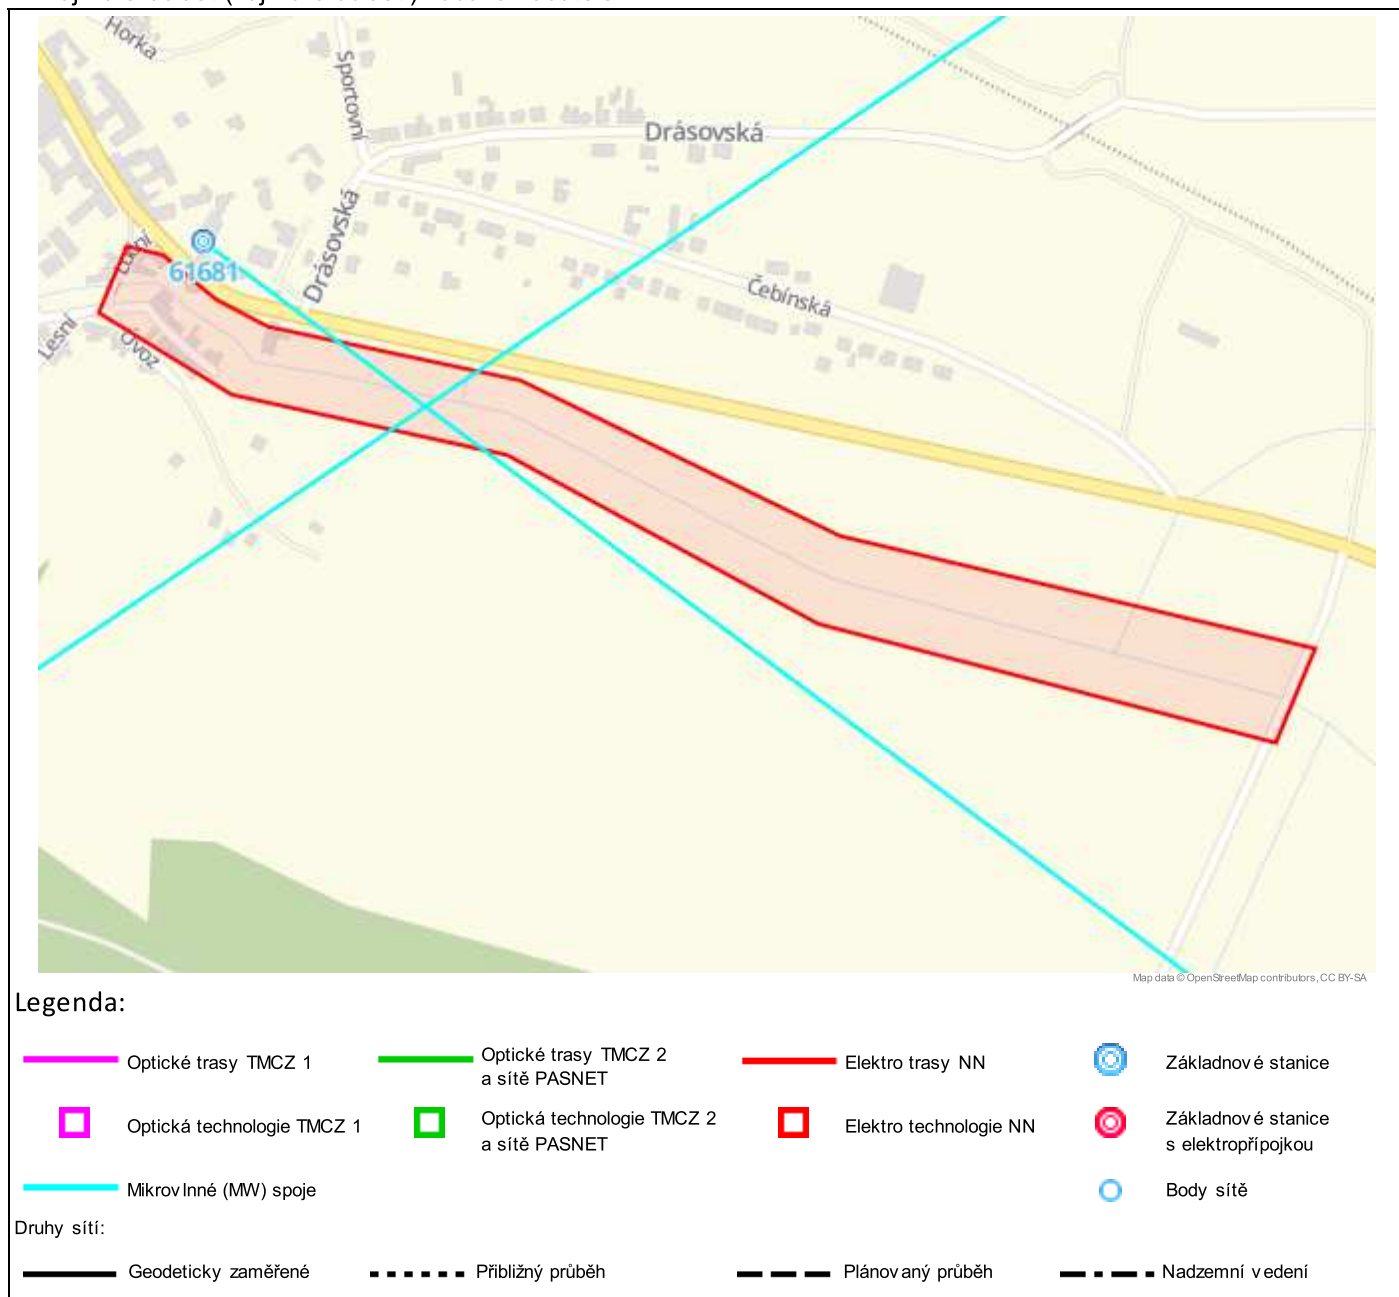 Horka
Sportovní
Drásovská
Drásovská
Luční
61681
Čebínská
Lesní
Úvoz
Map data © OpenStreetMap contributors, CC BY-SA
Legenda:
Optické trasy TMCZ 1
Optické trasy TMCZ 2
a sítě PASNET
Elektro trasy NN
Základnové stanice
Optická technologie TMCZ 1
Optická technologie TMCZ 2
a sítě PASNET
Elektro technologie NN
Základnové stanice
s elektropřípojkou
Mikrovlnné (MW) spoje
Body sítě
Druhy sítí:
Geodeticky zaměřené
Přibližný průběh
Plánovaný průběh
Nadzemní vedení